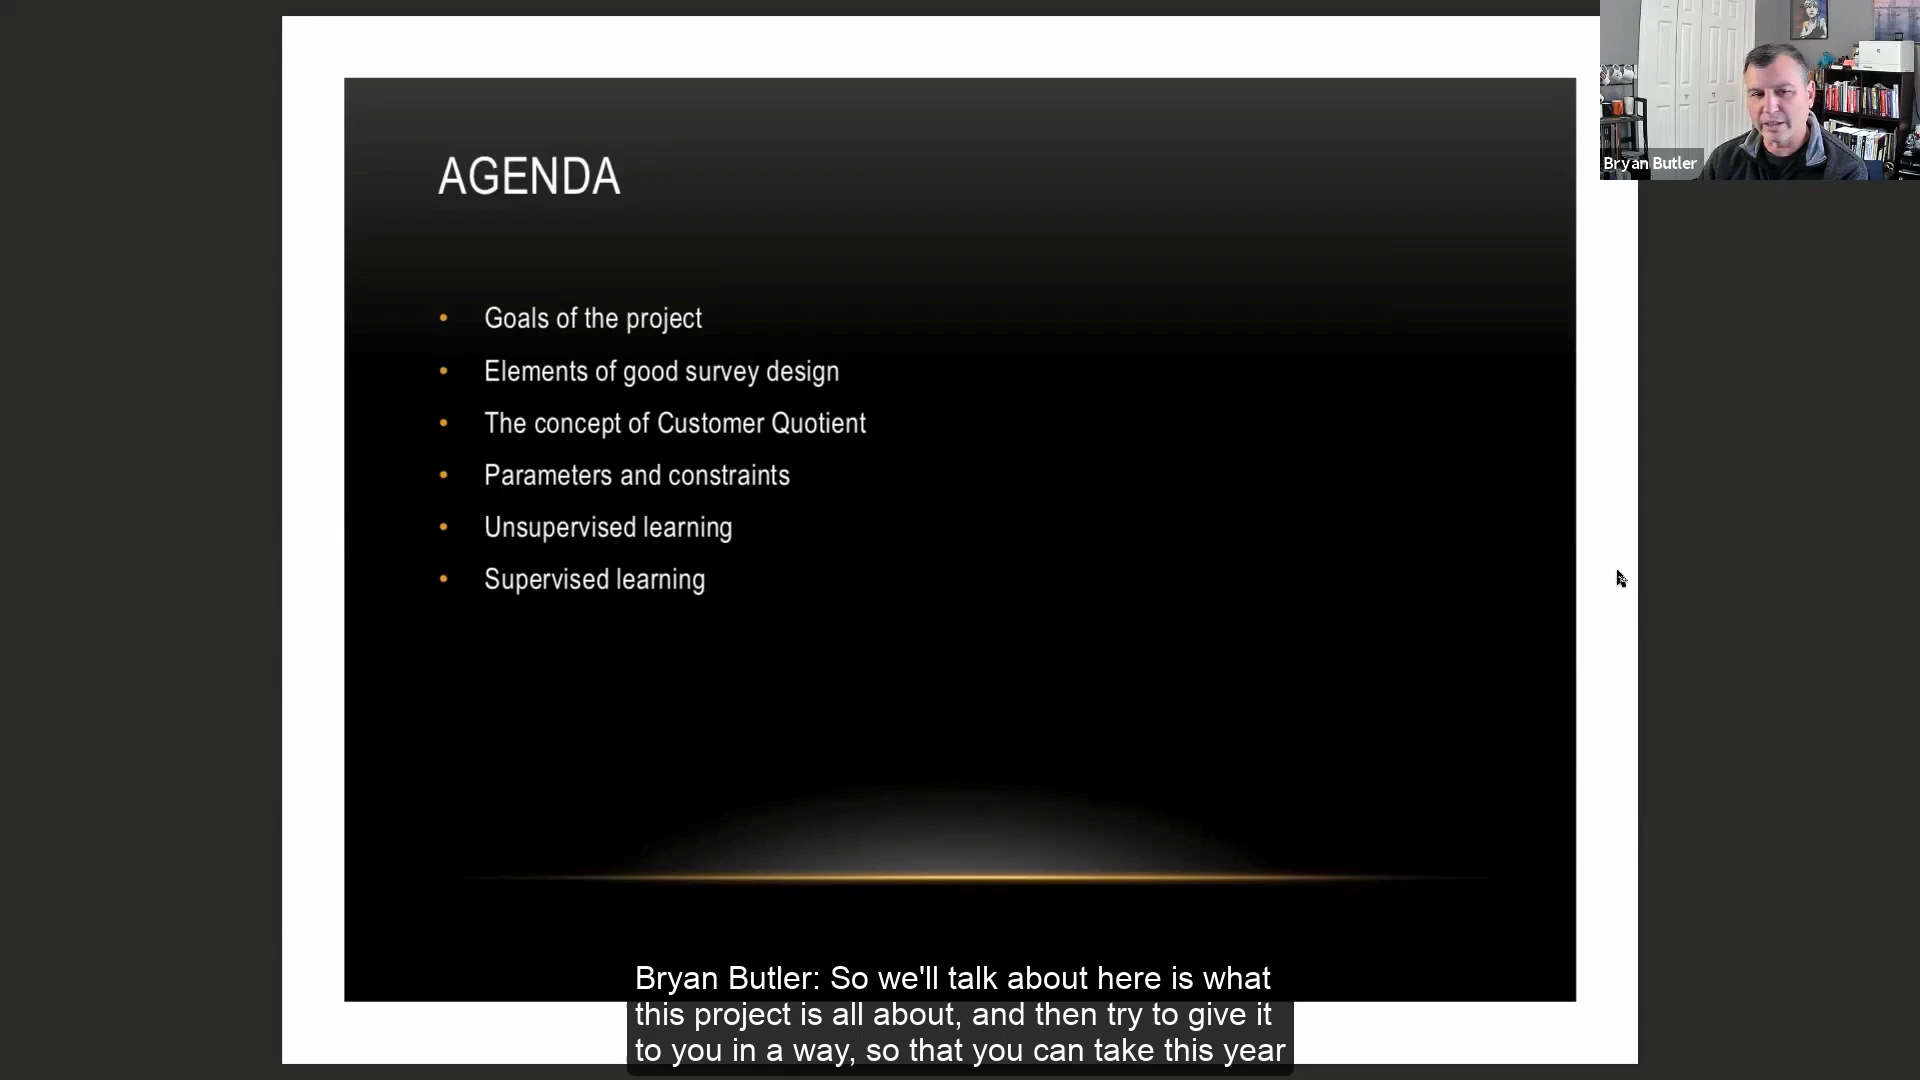 AGENDA
• Goals of the project
• Elements of good survey design
• The concept of Customer Quotient
• Parameters and constraints
• Unsupervised learning
• Supervised learning
Bryan Butler
Bryan Butler: So we'll talk about here is what
this project is all about, and then try to give it
to you in a way, so that you can take this year